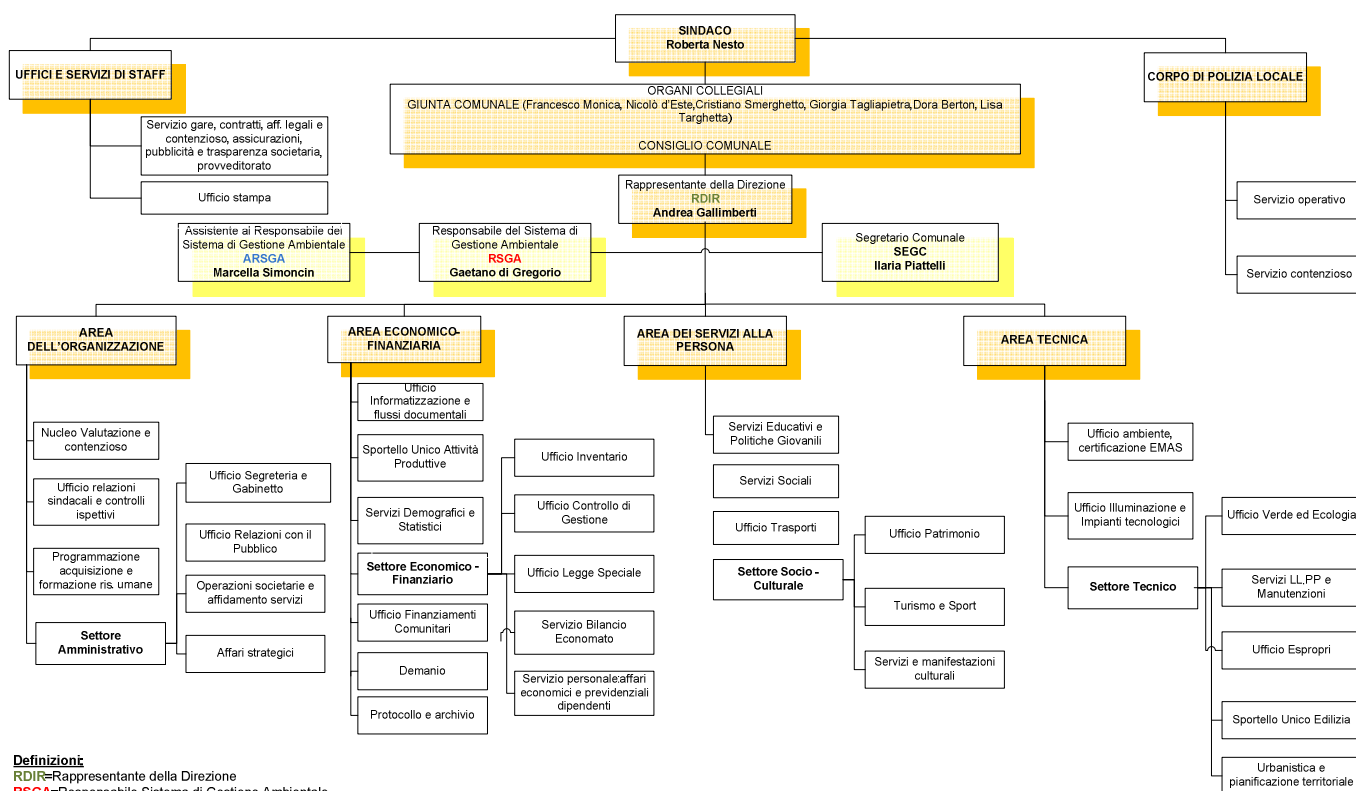 SINDACO
Roberta Nesto
UFFICI E SERVIZI DI STAFF
CORPO DI POLIZIA LOCALE
ORGANI COLLEGIALI
GIUNTA COMUNALE (Francesco Monica, Nicolò d'Este,Cristiano Smerghetto, Giorgia Tagliapietra,Dora Berton, Lisa
Targhetta)
CONSIGLIO COMUNALE
Servizio gare, contratti, aff. legali e
contenzioso, assicurazioni,
pubblicità e trasparenza societaria,
provveditorato
Ufficio stampa
Rappresentante della Direzione
RDIR
Andrea Gallimberti
Servizio operativo
Servizio contenzioso
Assistente ai Responsabile dei
Sistema di Gestione Ambientale
ARSGA
Marcella Simoncin
Responsabile del Sistema di
Gestione Ambientale
RSGA
Gaetano di Gregorio
Segretario Comunale
SEGC
Ilaria Piattelli
AREA
DELL'ORGANIZZAZIONE
AREA ECONOMICO-
FINANZIARIA
AREA DEI SERVIZI ALLA
PERSONA
AREA TECNICA
Nucleo Valutazione e
contenzioso
Ufficio relazioni
sindacali e controlli
ispettivi
Programmazione
acquisizione e
formazione ris. umane
Settore
Amministrativo
Ufficio Segreteria e
Gabinetto
Ufficio Relazioni con il
Pubblico
Operazioni societarie e
affidamento servizi
Affari strategici
Ufficio
Informatizzazione e
flussi documentali
Sportello Unico Attività
Produttive
Servizi Demografici e
Statistici
Settore Economico -
Finanziario
Ufficio Finanziamenti
Comunitari
Demanio
Protocollo e archivio
Ufficio Inventario
Ufficio Controllo di
Gestione
Ufficio Legge Speciale
Servizio Bilancio
Economato
Servizio personale:affari
economici e previdenziali
dipendenti
Servizi Educativi e
Politiche Giovanili
Servizi Sociali
Ufficio Trasporti
Settore Socio -
Culturale
Ufficio Patrimonio
Turismo e Sport
Servizi e manifestazioni
culturali
Ufficio ambiente,
certificazione EMAS
Ufficio Illuminazione e
Impianti tecnologici
Settore Tecnico
Ufficio Verde ed Ecologia
Servizi LL.PP e
Manutenzioni
Ufficio Espropri
Sportello Unico Edilizia
Urbanistica e
pianificazione territoriale
Definizioni:
RDIR=Rappresentante della Direzione
RSGA=Responsabile Sistema di Gestione Ambientale